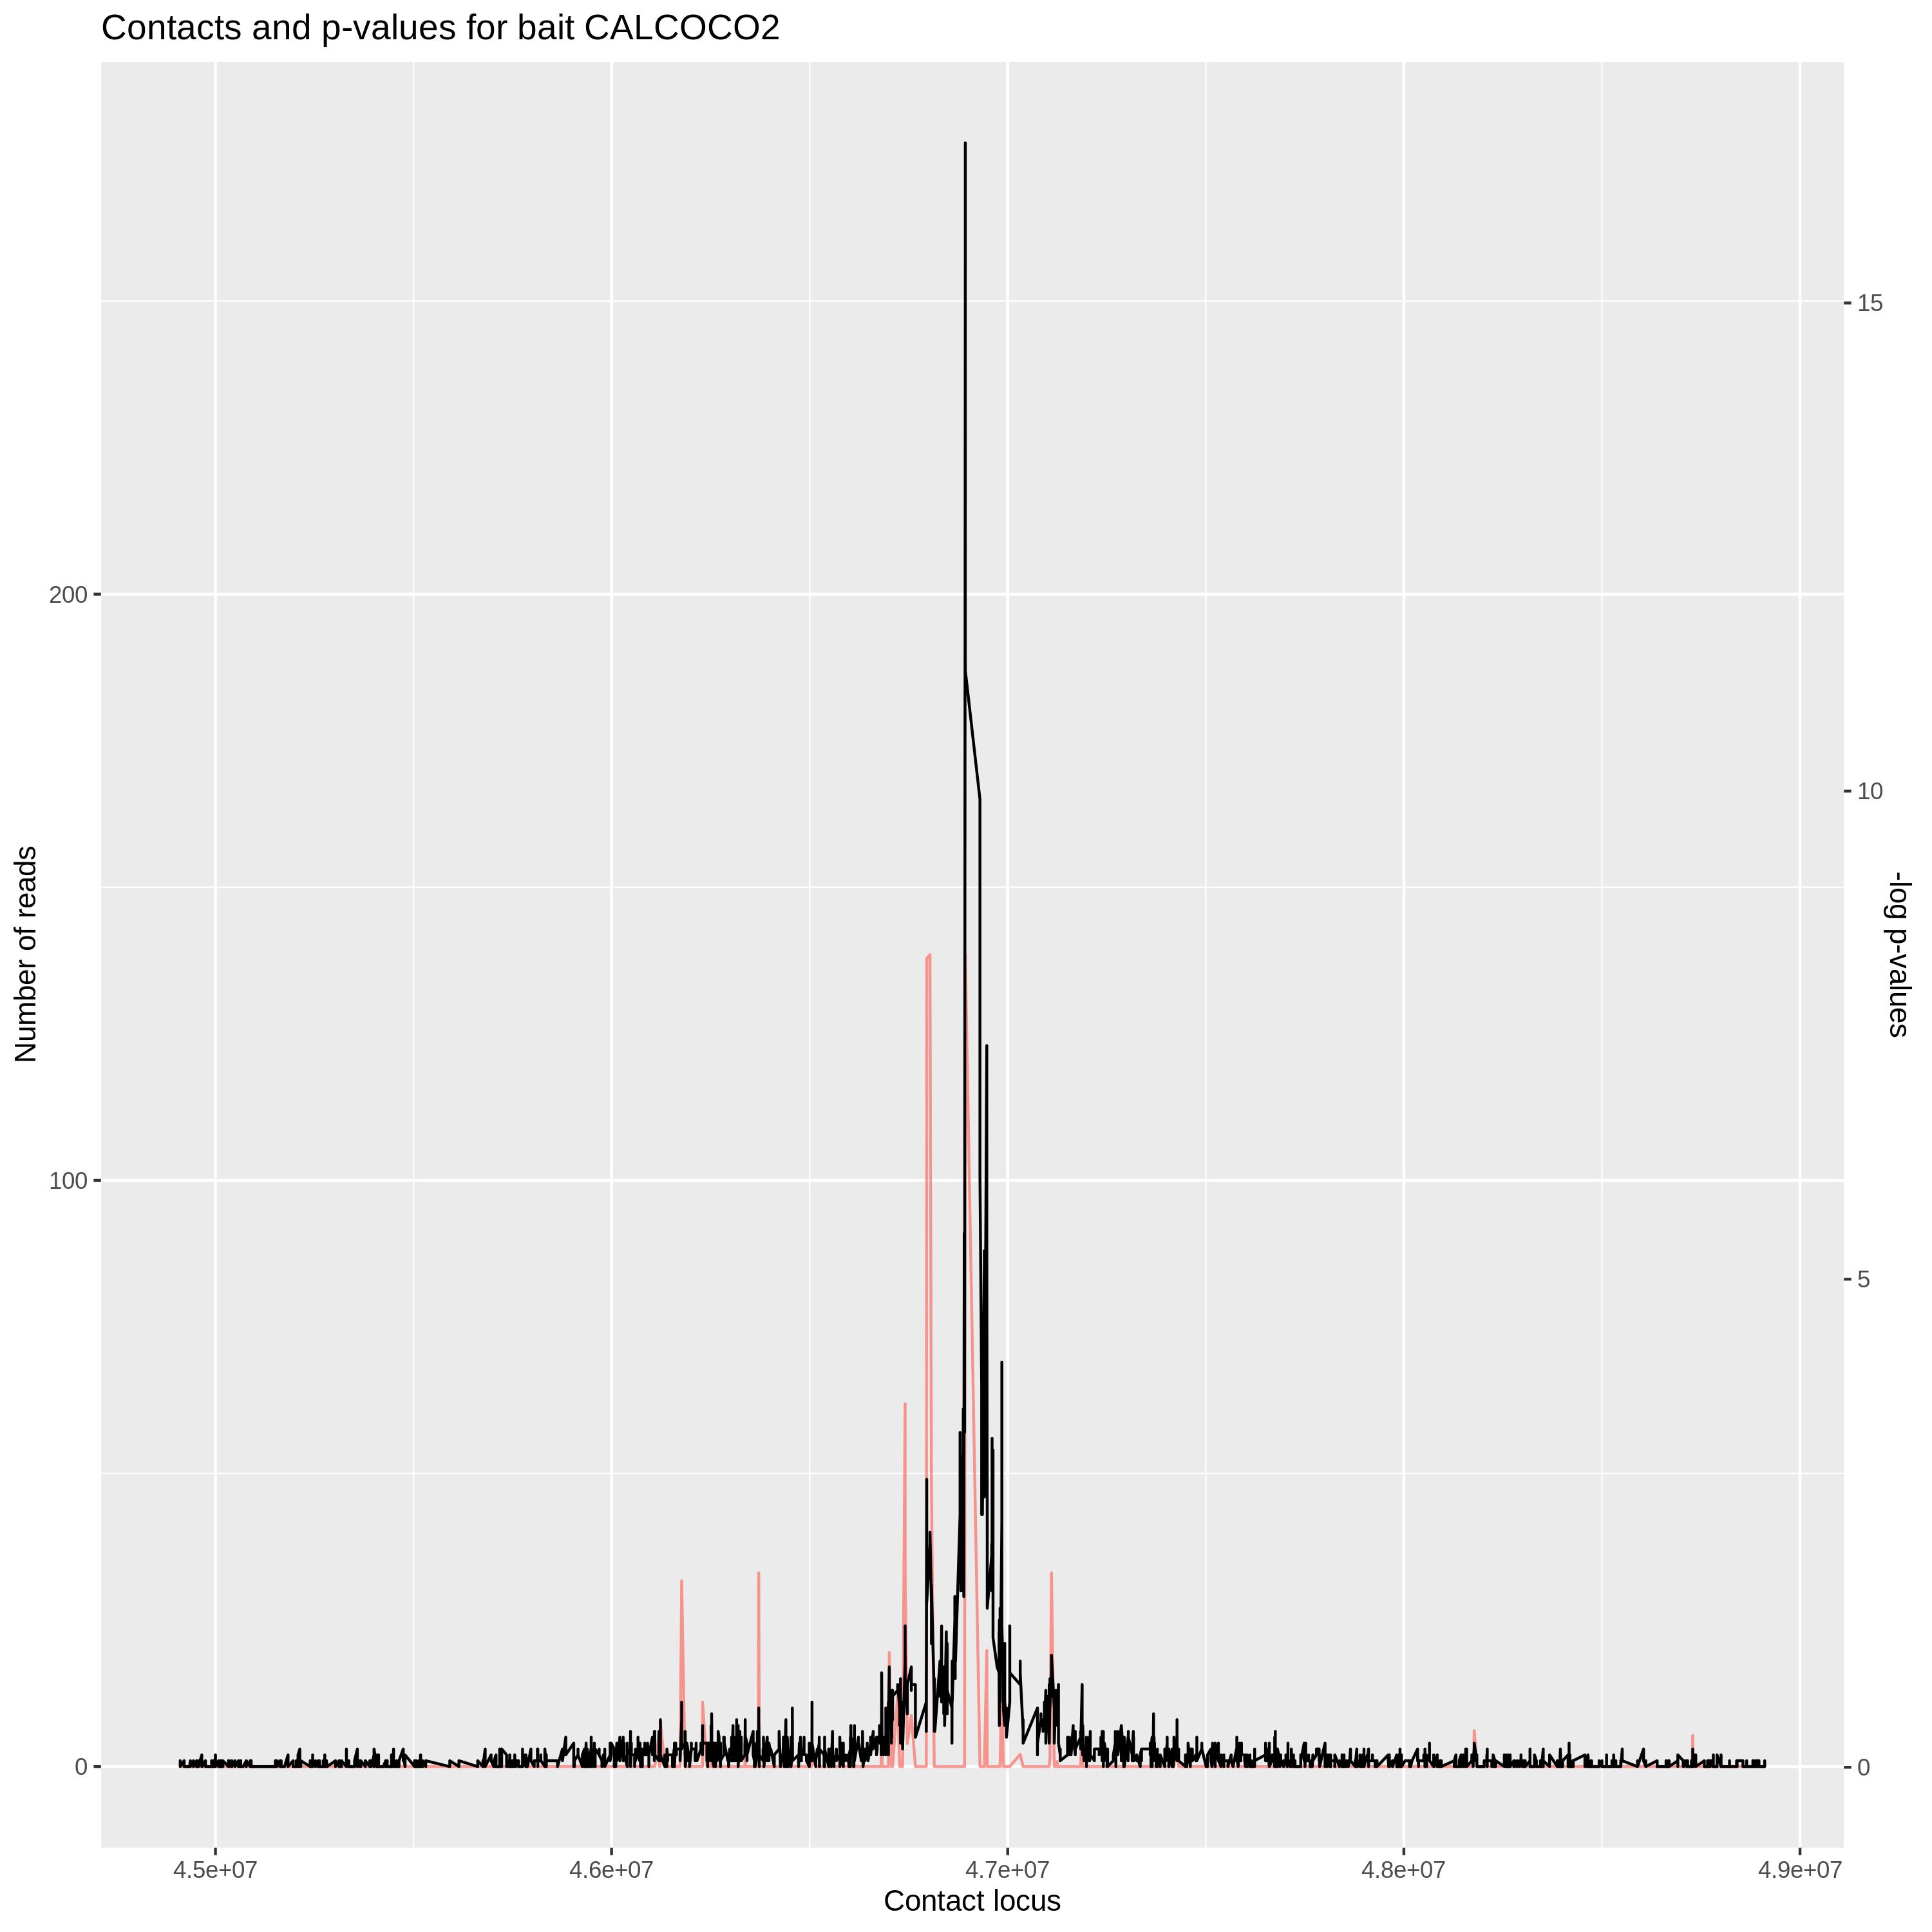 Contacts and p-values for bait CALCOCO2
Number of reads
200
100
0
15
10
5
0
-log p-values
4.5e+07
4.6e+07
4.7e+07
4.8e+07
4.9e+07
Contact locus